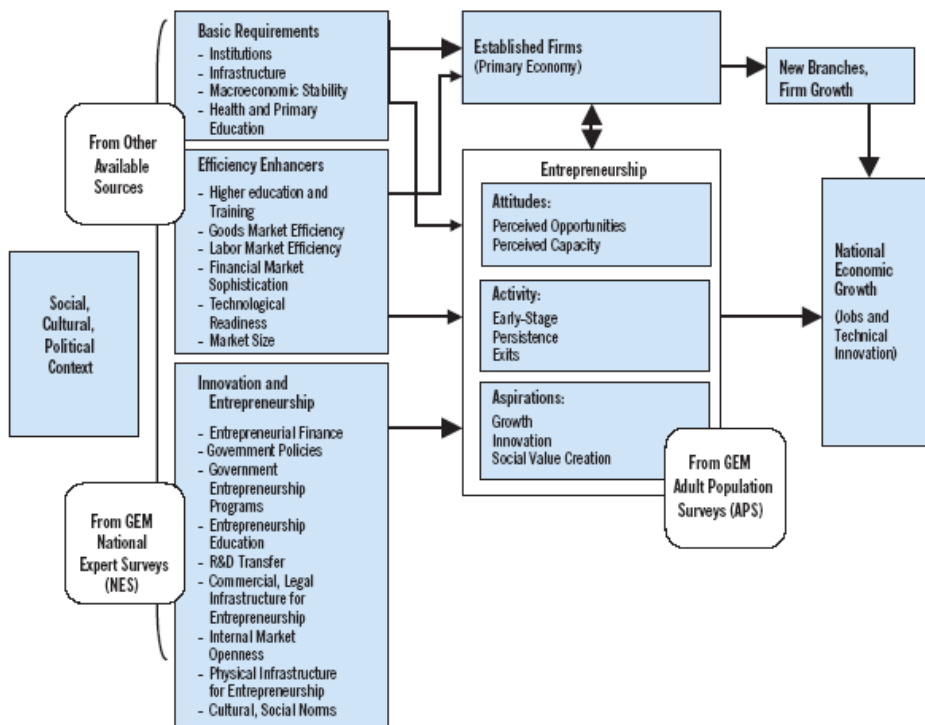 Basic Requirements
– Institutions
– Infrastructure
– Macroeconomic Stability
– Health and Primary
Education
Established Firms
(Primary Economy)
New Branches,
Firm Growth
From Other
Available
Sources
Efficiency Enhancers
– Higher education and
Training
– Goods Market Efficiency
– Labor Market Efficiency
– Financial Market
Sophistication
– Technological
Readiness
– Market Size
Entrepreneurship
Attitudes:
Perceived Opportunities
Perceived Capacity
Activity:
Early–Stage
Persistence
Exits
Aspirations:
Growth
Innovation
Social Value Creation
National
Economic
Growth
(Jobs and
Technical
Innovation)
Social,
Cultural,
Political
Context
Innovation and
Entrepreneurship
– Entrepreneurial Finance
– Government Policies
– Government
Entrepreneurship
Programs
– Entrepreneurship
Education
– R&D Transfer
– Commercial, Legal
Infrastructure for
Entrepreneurship
– Internal Market
Openness
– Physical Infrastructure
for Entrepreneurship
– Cultural, Social Norms
From GEM
National
Expert Surveys
(NES)
From GEM
Adult Population
Surveys (APS)